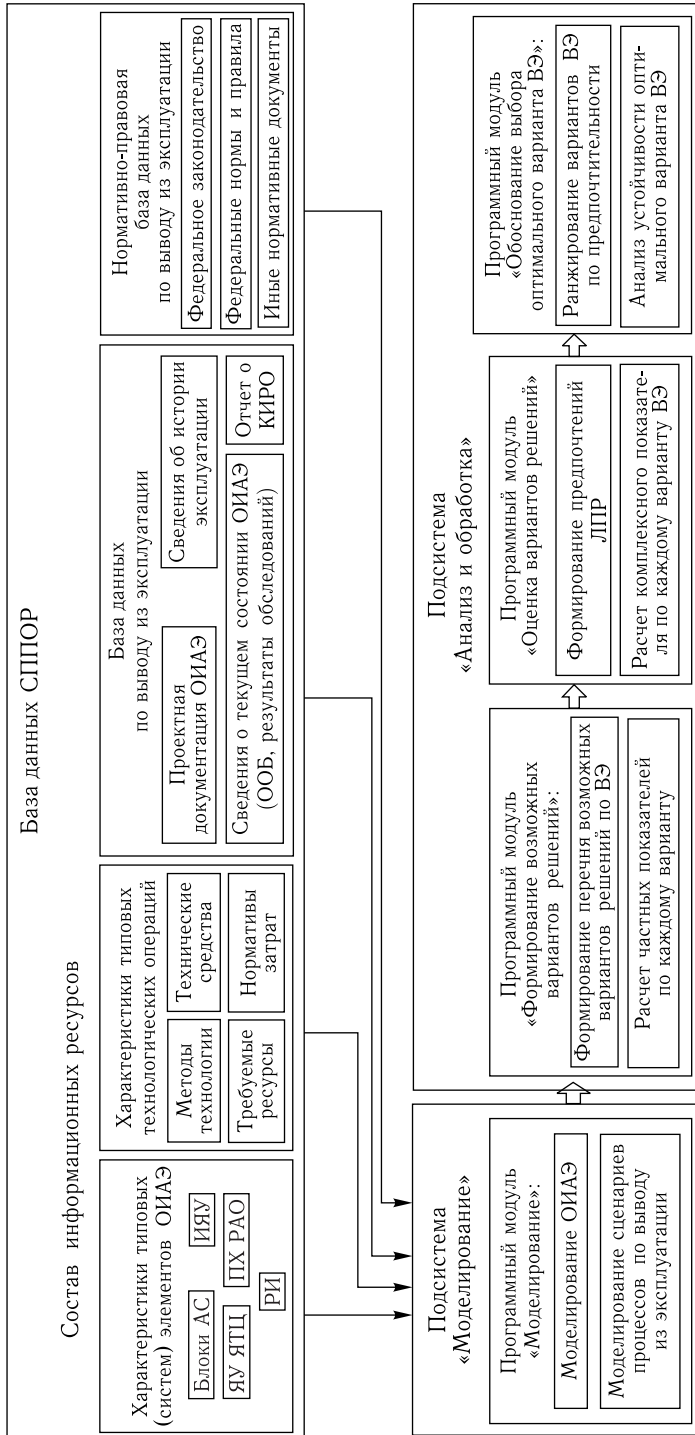 База данных СППОР
Состав информационных ресурсов
Характеристики типовых
(систем) элементов ОИАЭ
Блоки АС
ИЯУ
ЯУ ЯТЦ
ПХ РАО
РИ
Характеристики типовых
технологических операций
Методы
технологии
Технические
средства
Требуемые
ресурсы
Нормативы
затрат
База данных
по выводу из эксплуатации
Проектная
документация ОИАЭ
Сведения об истории
эксплуатации
Сведения о текущем состоянии ОИАЭ
(ООБ, результаты обследований)
Отчет о
КИРО
Нормативно-правовая
база данных
по выводу из эксплуатации
Федеральное законодательство
Федеральные нормы и правила
Иные нормативные документы
Подсистема
«Моделирование»
Программный модуль
«Моделирование»:
Моделирование ОИАЭ
Моделирование сценариев
процессов по выводу
из эксплуатации
Подсистема
«Анализ и обработка»
Программный модуль
«Формирование возможных
вариантов решений»:
Формирование перечня возможных
вариантов решений по ВЭ
Расчет частных показателей
по каждому варианту
Программный модуль
«Оценка вариантов решений»
Формирование предпочтений
ЛПР
Расчет комплексного показате-
ля по каждому варианту ВЭ
Программный модуль
«Обоснование выбора
оптимального варианта ВЭ»:
Ранжирование вариантов ВЭ
по предпочтительности
Анализ устойчивости опти-
мального варианта ВЭ